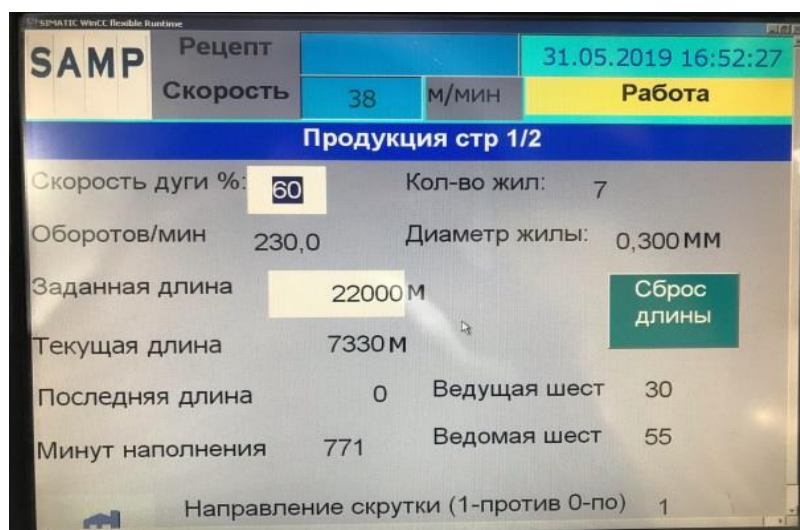 SIMATIC WinCC flexible Runtime
SAMP
Рецепт
31.05.2019 16:52:27
Скорость 38 м/мин Работа
Продукция стр 1/2
Скорость дуги %: 60 Кол-во жил: 7
Оборотов/мин 230,0 Диаметр жилы: 0,300 мм
Заданная длина 22000 м Сброс длины
Текущая длина 7330 м
Последняя длина 0 Ведущая шест 30
Минут наполнения 771 Ведомая шест 55
Направление скрутки (1-против 0-по) 1